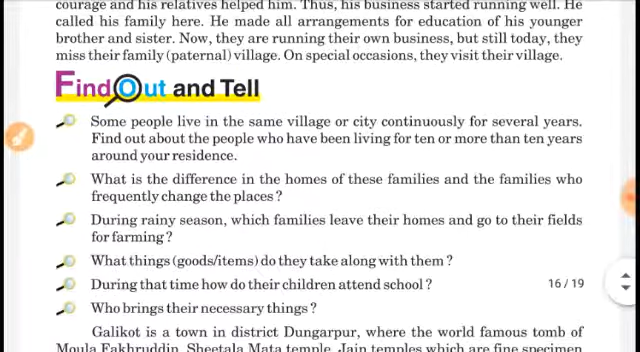 courage and his relatives helped him. Thus, his business started running well. He
called his family here. He made all arrangements for education of his younger
brother and sister. Now, they are running their own business, but still today, they
miss their family (paternal) village. On special occasions, they visit their village.
Find Out and Tell
Some people live in the same village or city continuously for several years.
Find out about the people who have been living for ten or more than ten years
around your residence.
What is the difference in the homes of these families and the families who
frequently change the places ?
During rainy season, which families leave their homes and go to their fields
for farming ?
What things (goods/items) do they take along with them ?
During that time how do their children attend school ?
16 / 19
Who brings their necessary things ?
Galikot is a town in district Dungarpur, where the world famous tomb of
Moula Fakhruddin, Sheetala Mata temple, Jain temples which are fine specimen